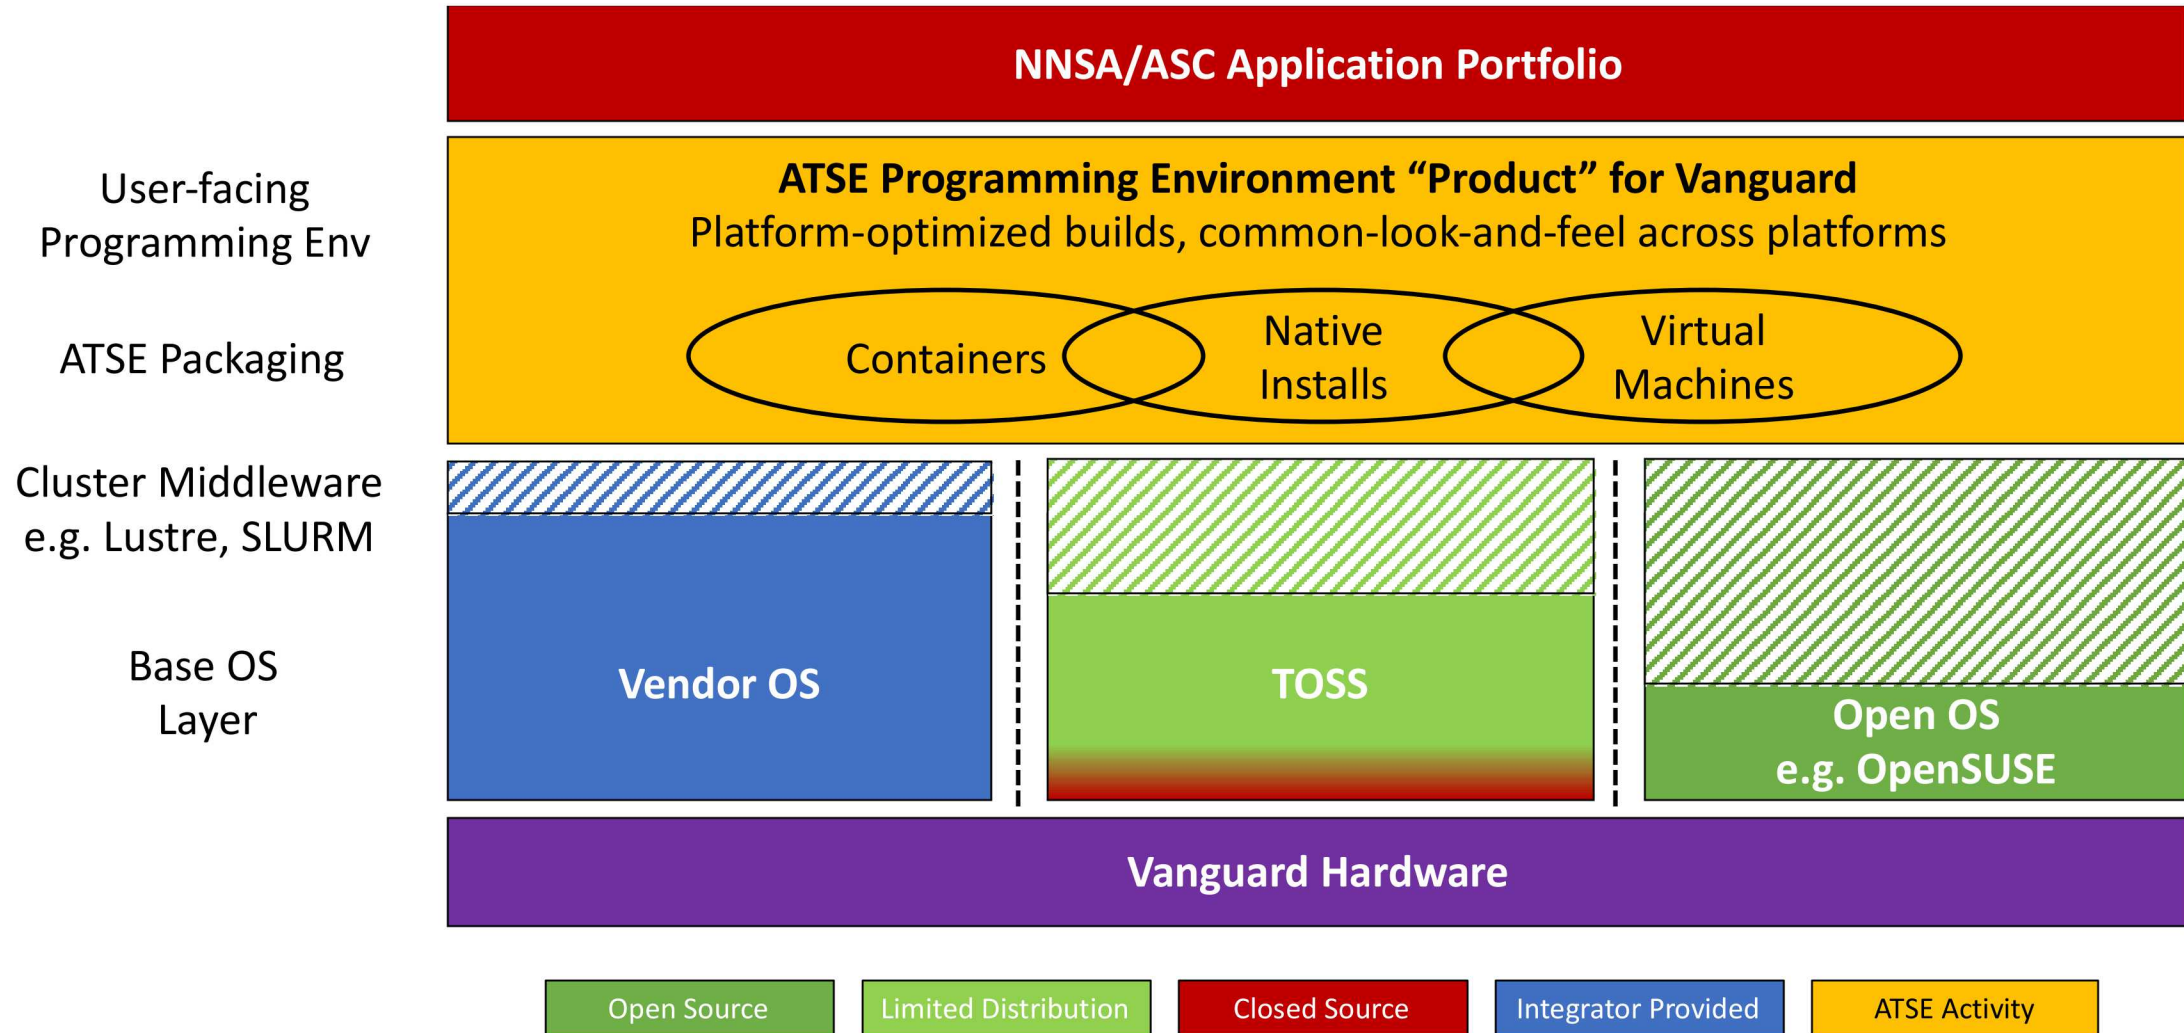 NNSA/ASC Application Portfolio
User-facing
Programming Env
ATSE Programming Environment “Product” for Vanguard
Platform-optimized builds, common-look-and-feel across platforms
ATSE Packaging
Containers
Native
Installs
Virtual
Machines
Cluster Middleware
e.g. Lustre, SLURM
Base OS
Layer
Vendor OS
TOSS
Open OS
e.g. OpenSUSE
Vanguard Hardware
Open Source
Limited Distribution
Closed Source
Integrator Provided
ATSE Activity